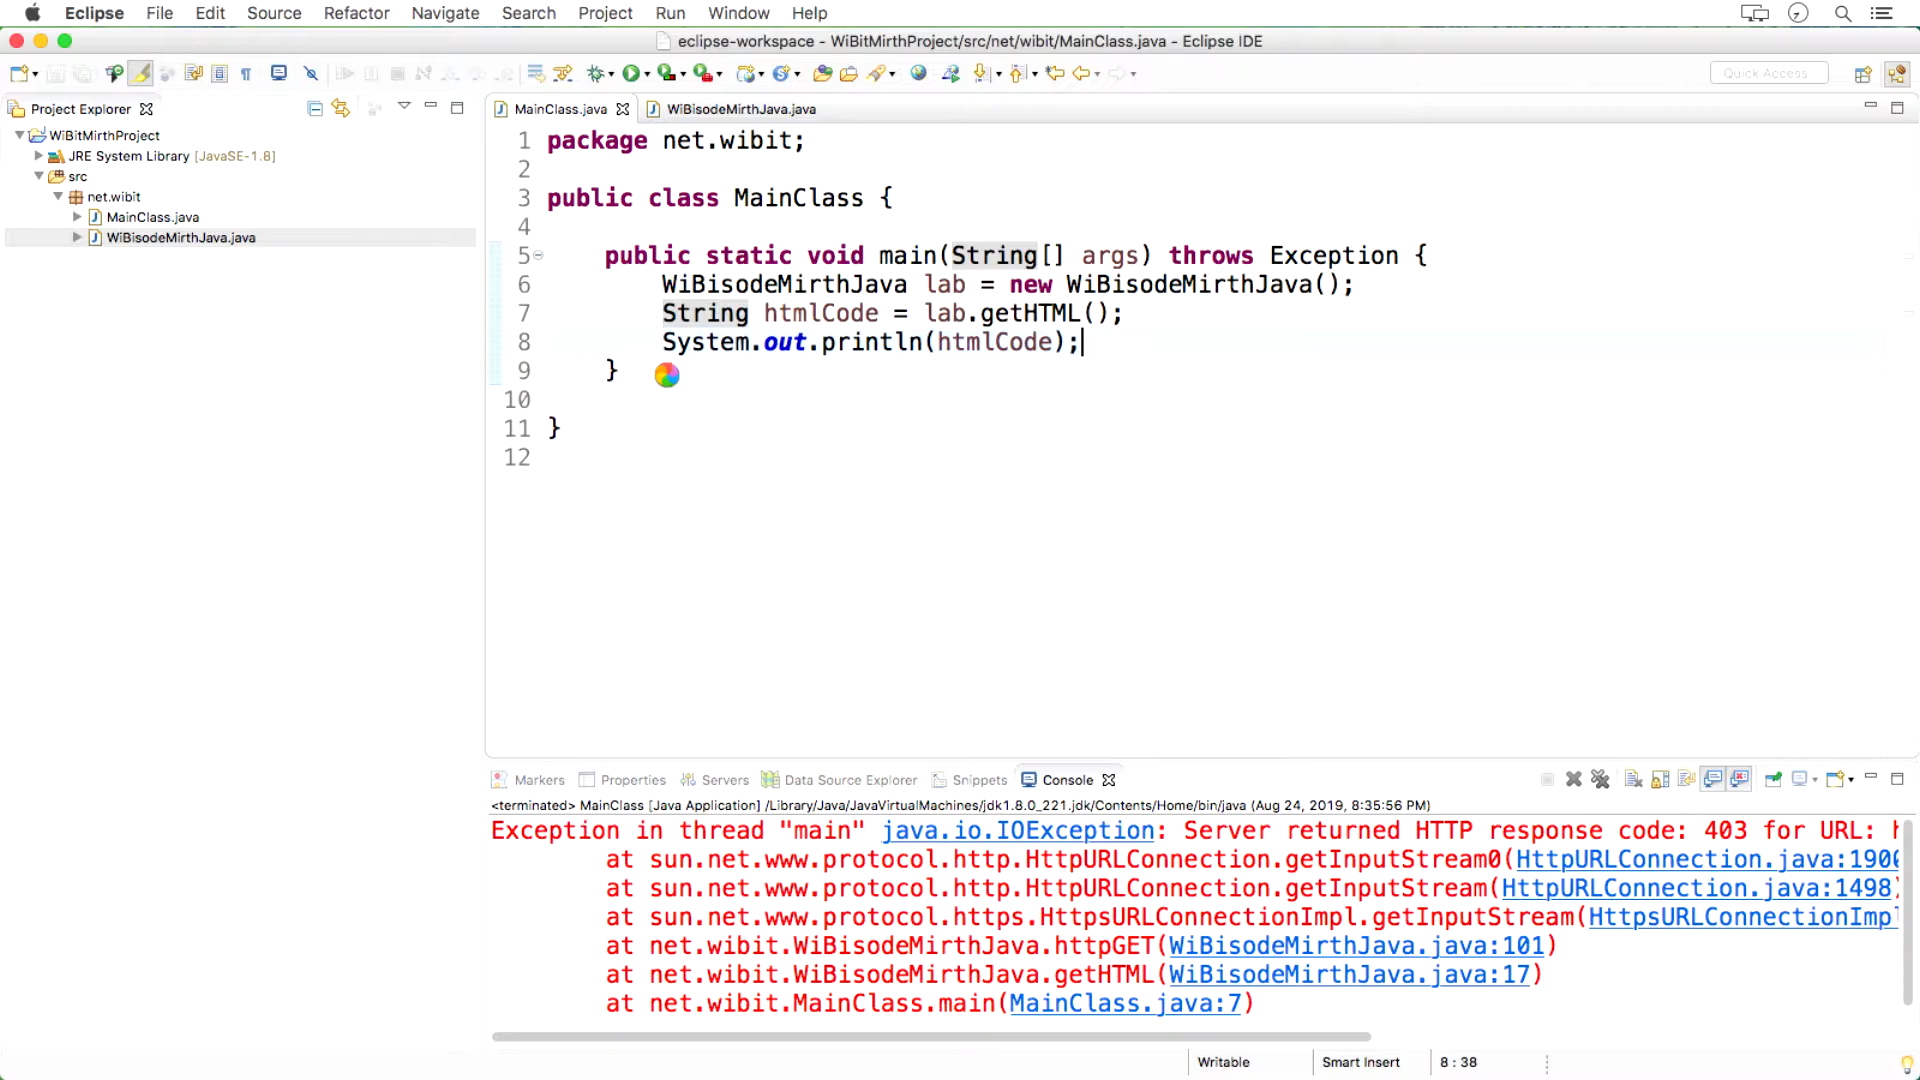 Eclipse File Edit Source Refactor Navigate Search Project Run Window Help
eclipse-workspace - WiBitMirthProject/src/net/wibit/MainClass.java - Eclipse IDE
Quick Access
Project Explorer
WiBitMirthProject
JRE System Library [JavaSE-1.8]
src
net.wibit
MainClass.java
WiBisodeMirthJava.java
MainClass.java WiBisodeMirthJava.java
1 package net.wibit;
2
3 public class MainClass {
4
5 public static void main(String[] args) throws Exception {
6 WiBisodeMirthJava lab = new WiBisodeMirthJava();
7 String htmlCode = lab.getHTML();
8 System.out.println(htmlCode);
9 }
10
11 }
12
Markers Properties Servers Data Source Explorer Snippets Console
<terminated> MainClass [Java Application] /Library/Java/JavaVirtualMachines/jdk1.8.0_221.jdk/Contents/Home/bin/java (Aug 24, 2019, 8:35:56 PM)
Exception in thread "main" java.io.IOException: Server returned HTTP response code: 403 for URL: h
at sun.net.www.protocol.http.HttpURLConnection.getInputStream0(HttpURLConnection.java:1900
at sun.net.www.protocol.http.HttpURLConnection.getInputStream(HttpURLConnection.java:1498)
at sun.net.www.protocol.https.HttpsURLConnectionImpl.getInputStream(HttpsURLConnectionImpl
at net.wibit.WiBisodeMirthJava.httpGET(WiBisodeMirthJava.java:101)
at net.wibit.WiBisodeMirthJava.getHTML(WiBisodeMirthJava.java:17)
at net.wibit.MainClass.main(MainClass.java:7)
Writable Smart Insert 8 : 38